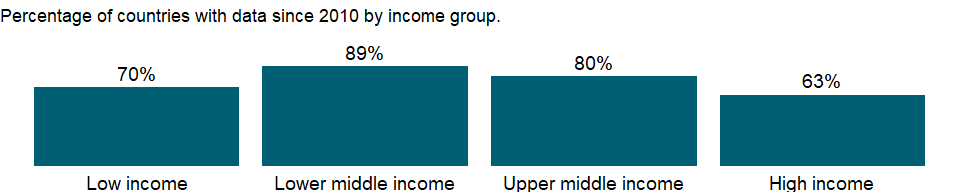 Percentage of countries with data since 2010 by income group.
70%
89%
80%
63%
Low income
Lower middle income
Upper middle income
High income